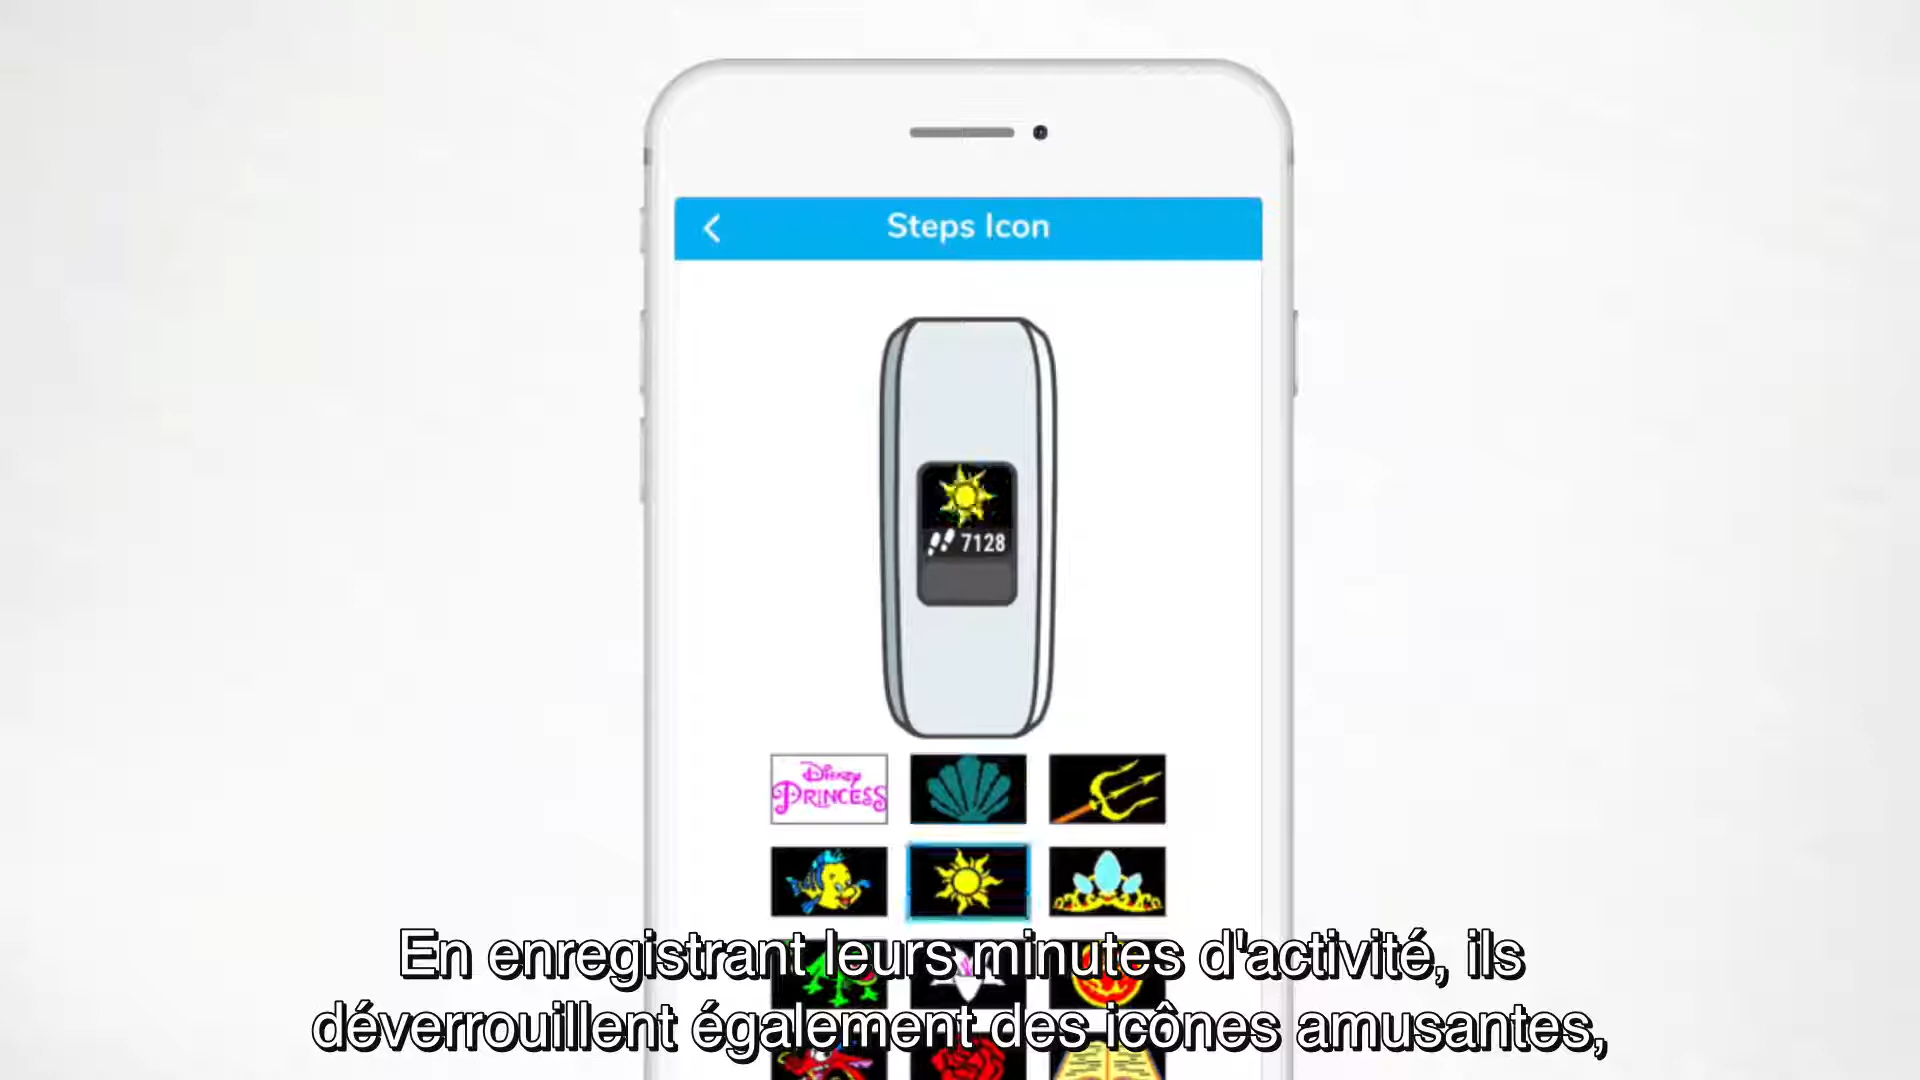 Steps Icon
7128
Disney
PRINCESS
En enregistrant leurs minutes d'activité, ils
déverrouillent également des icônes amusantes,